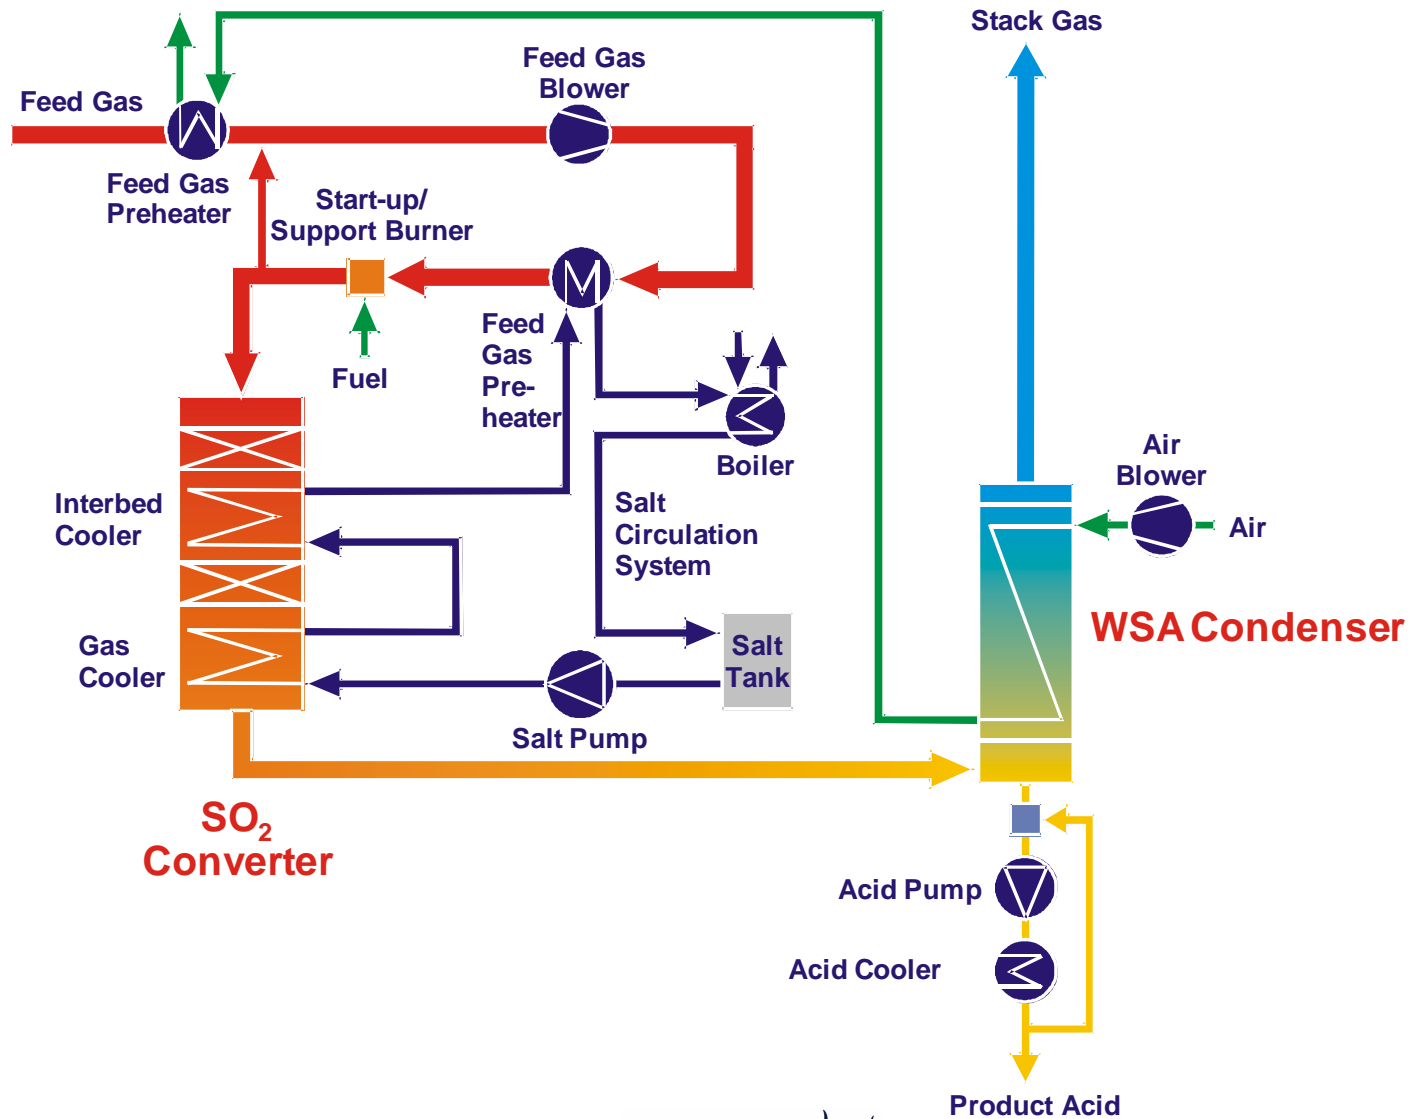 Stack Gas
Feed Gas
Blower
Feed Gas
Feed Gas
Preheater
Start-up/
Support Burner
Fuel
Feed
Gas
Pre-
heater
Boiler
Air
Blower
Air
Interbed
Cooler
Salt
Circulation
System
WSA Condenser
Gas
Cooler
Salt
Tank
Salt Pump
SO2
Converter
Acid Pump
Acid Cooler
Product Acid